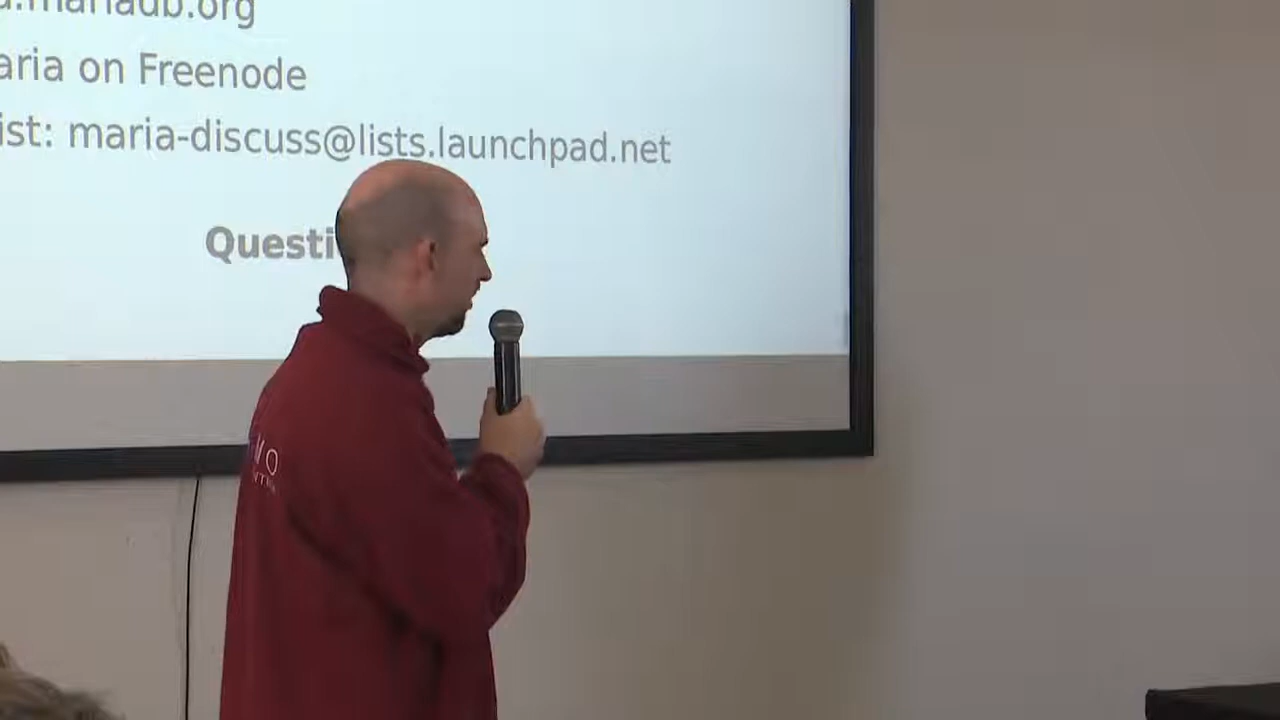 aria on Freenode
ist: maria-discuss@lists.launchpad.net
Questi